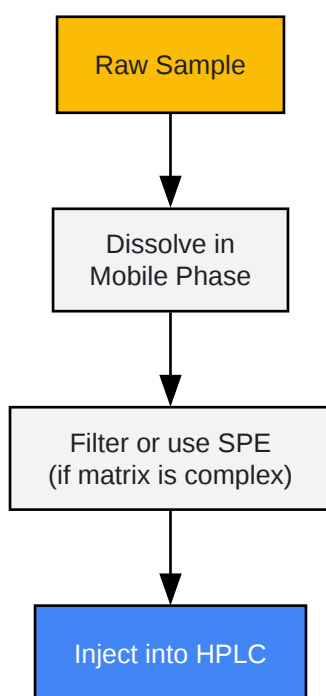 Raw Sample
Dissolve in
Mobile Phase
Filter or use SPE
(if matrix is complex)
Inject into HPLC